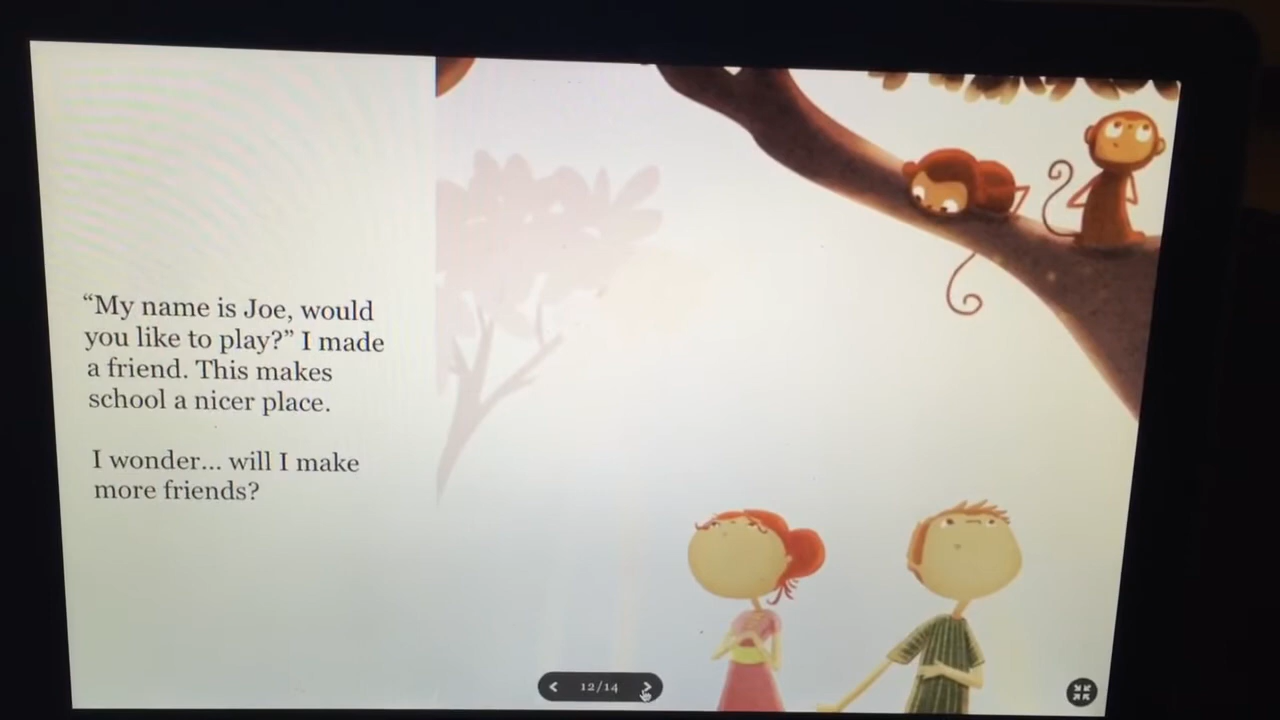 “My name is Joe, would
you like to play?” I made
a friend. This makes
school a nicer place.
I wonder... will I make
more friends?
12/14